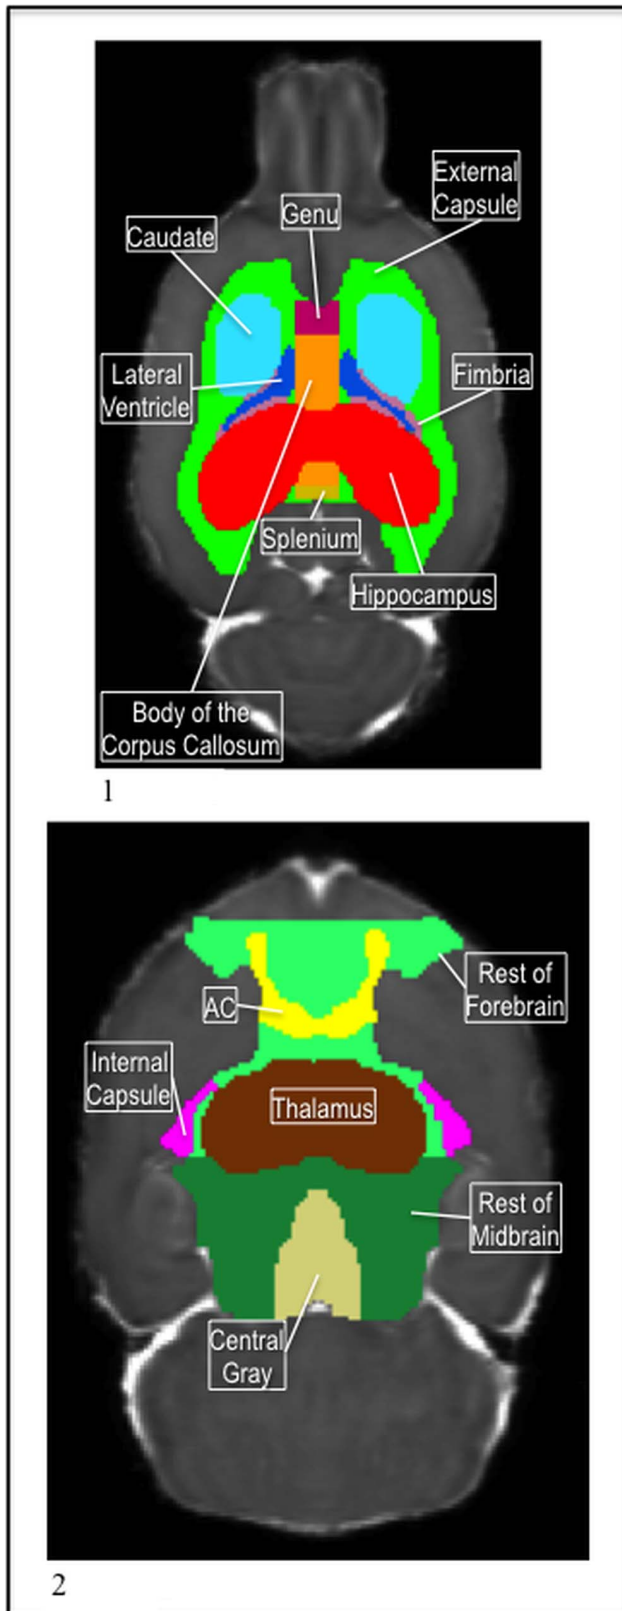 External
Capsule
Genu
Caudate
Lateral
Ventricle
Fimbria
Splenium
Hippocampus
Body of the
Corpus Callosum
1
Rest of
Forebrain
AC
Internal
Capsule
Thalamus
Rest of
Midbrain
Central
Gray
2